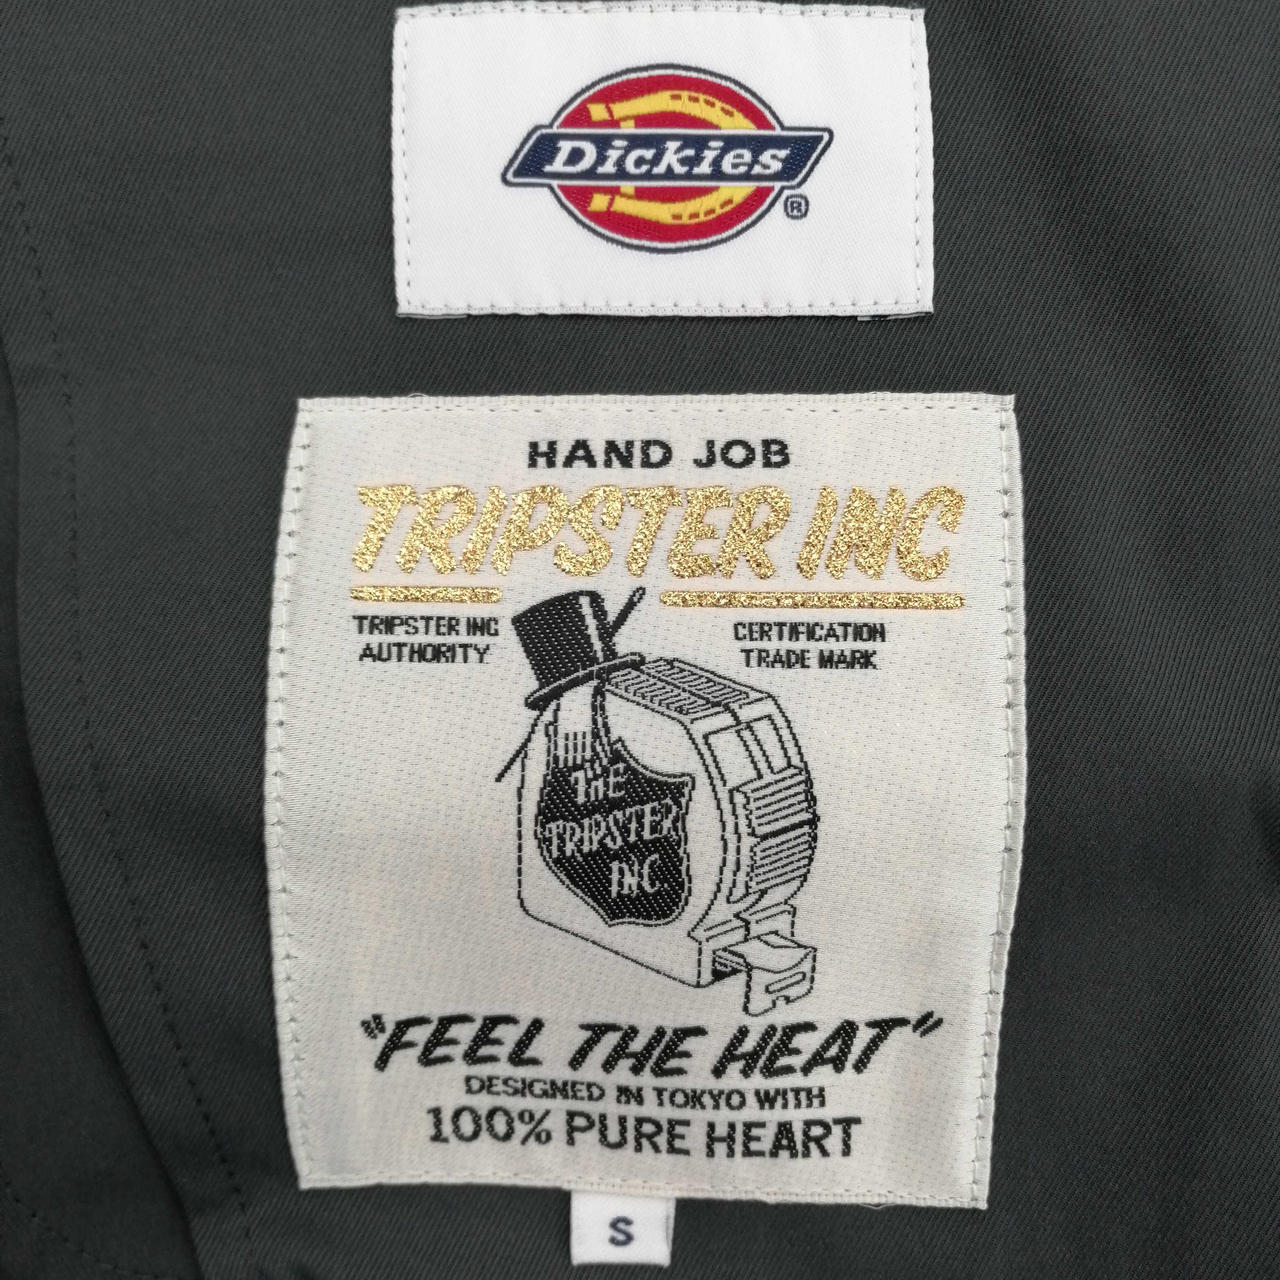 Dickies
®
HAND JOB
TRIPSTER INC
TRIPSTER INC
AUTHORITY
CERTIFICATION
TRADE MARK
THE
TRIPSTER
INC.
"FEEL THE HEAT"
DESIGNED IN TOKYO WITH
100% PURE HEART
S